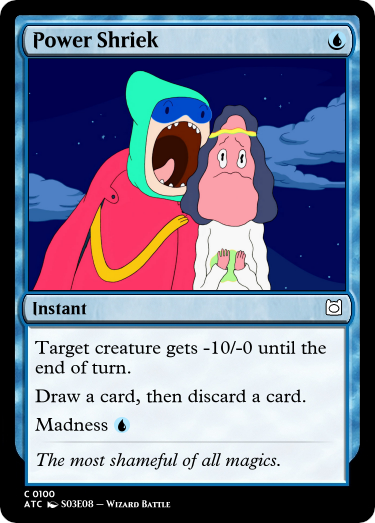 Power Shriek
Instant
Target creature gets -10/-0 until the
end of turn.
Draw a card, then discard a card.
Madness
The most shameful of all magics.
C 0100
ATC S03E08 — Wizard Battle